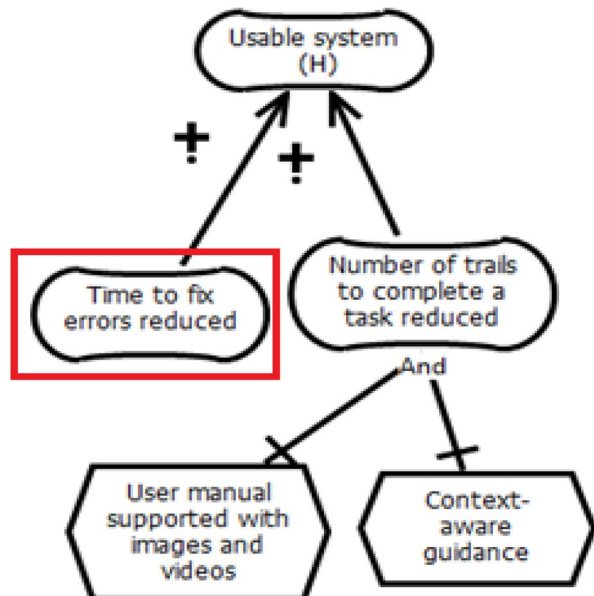 Usable system
(H)
Time to fix
errors reduced
Number of trails
to complete a
task reduced
And
User manual
supported with
images and
videos
Context-
aware
guidance